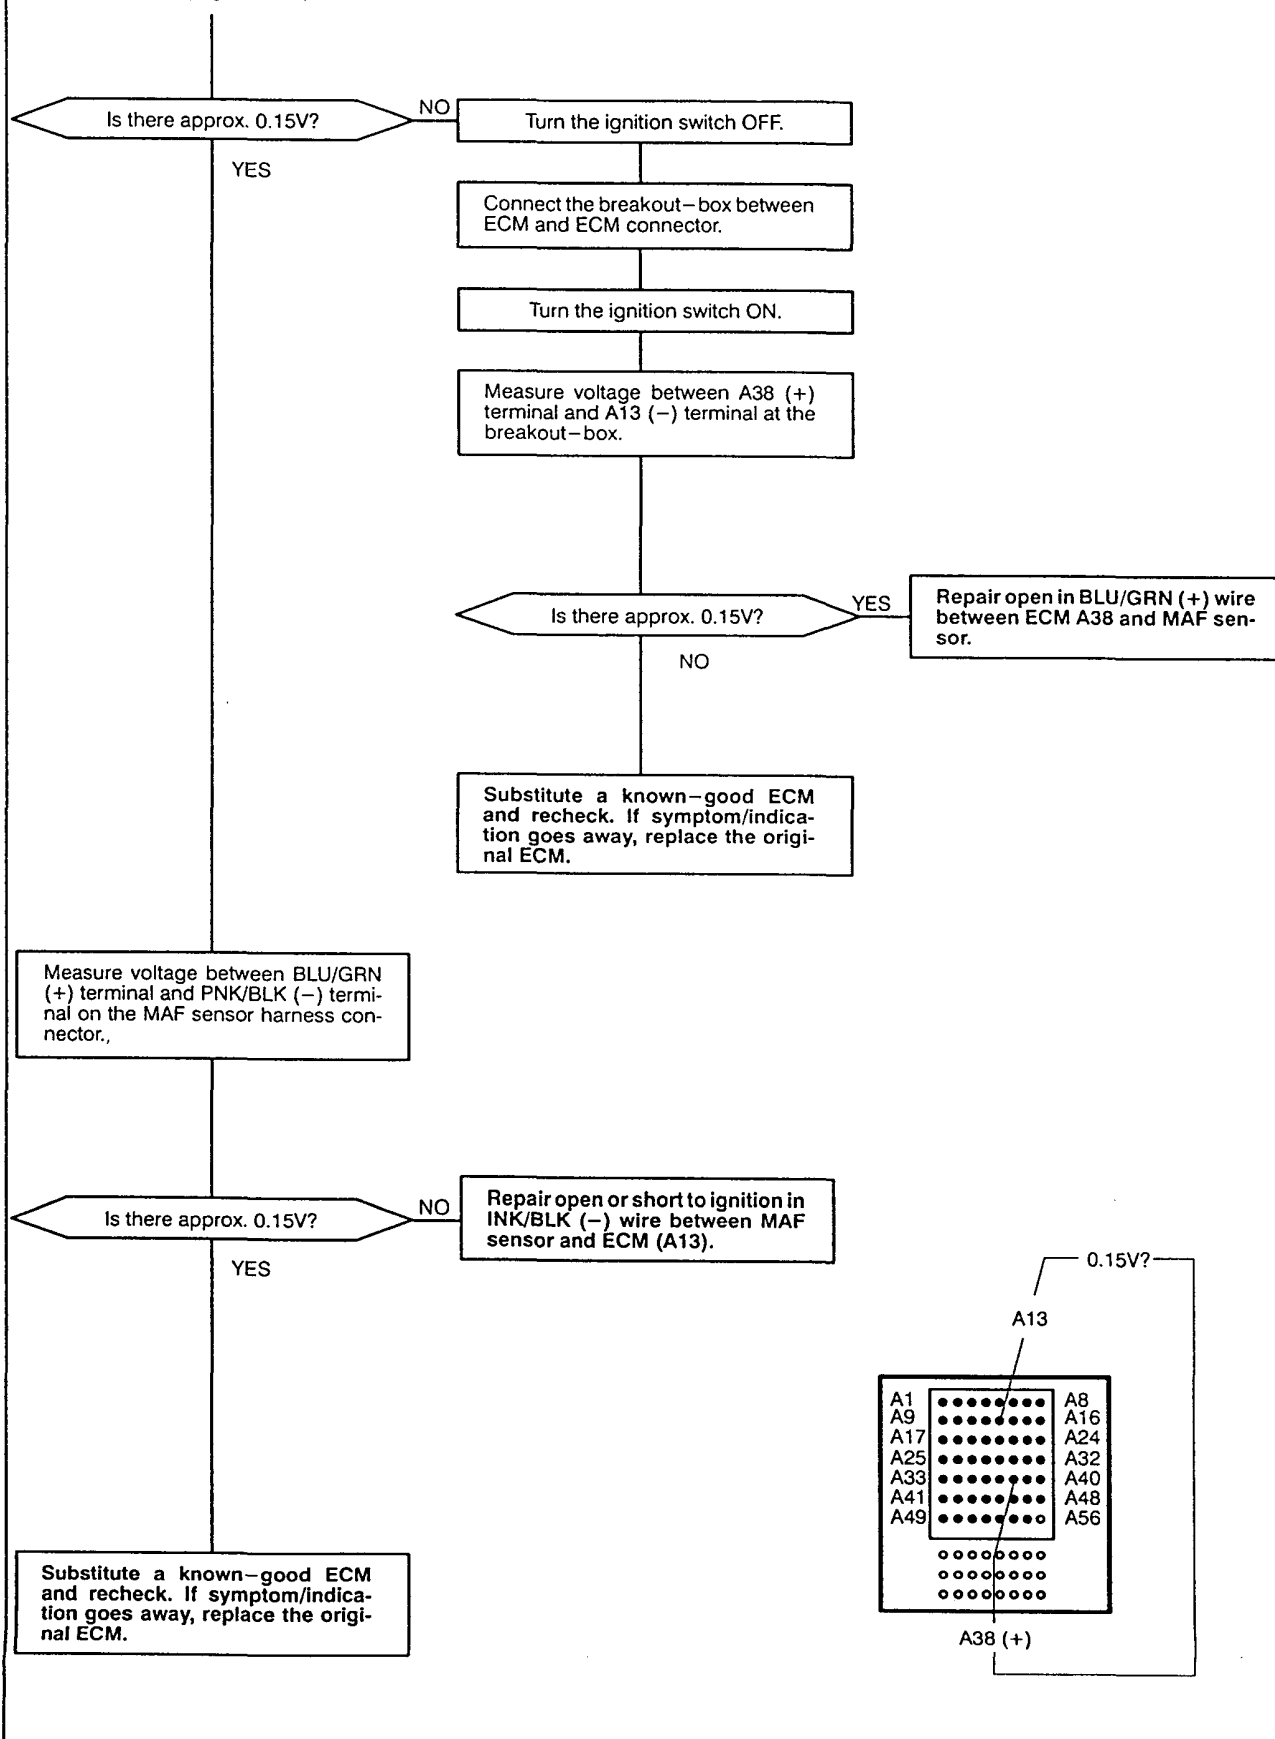 Is there approx. 0.15V?
NO
Turn the ignition switch OFF.
YES
Connect the breakout–box between
ECM and ECM connector.
Turn the ignition switch ON.
Measure voltage between A38 (+)
terminal and A13 (–) terminal at the
breakout–box.
Is there approx. 0.15V?
YES
Repair open in BLU/GRN (+) wire
between ECM A38 and MAF sen-
sor.
NO
Substitute a known–good ECM
and recheck. If symptom/indica-
tion goes away, replace the origi-
nal ECM.
Measure voltage between BLU/GRN
(+) terminal and PNK/BLK (–) termi-
nal on the MAF sensor harness con-
nector.,
Is there approx. 0.15V?
NO
Repair open or short to ignition in
INK/BLK (–) wire between MAF
sensor and ECM (A13).
YES
Substitute a known–good ECM
and recheck. If symptom/indica-
tion goes away, replace the origi-
nal ECM.
0.15V?
A13
A1 A8
A9 A16
A17 A24
A25 A32
A33 A40
A41 A48
A49 A56
A38 (+)